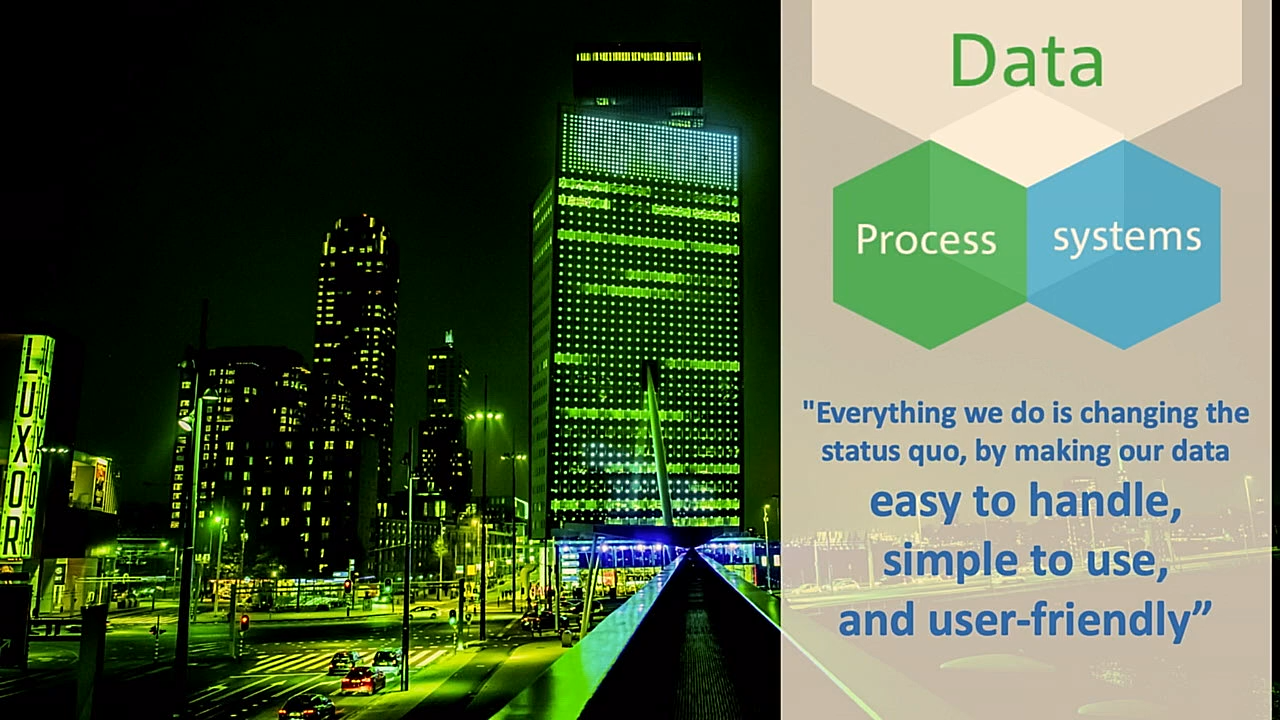 LUXOR
Data
Process
systems
"Everything we do is changing the
status quo, by making our data
easy to handle,
simple to use,
and user-friendly”